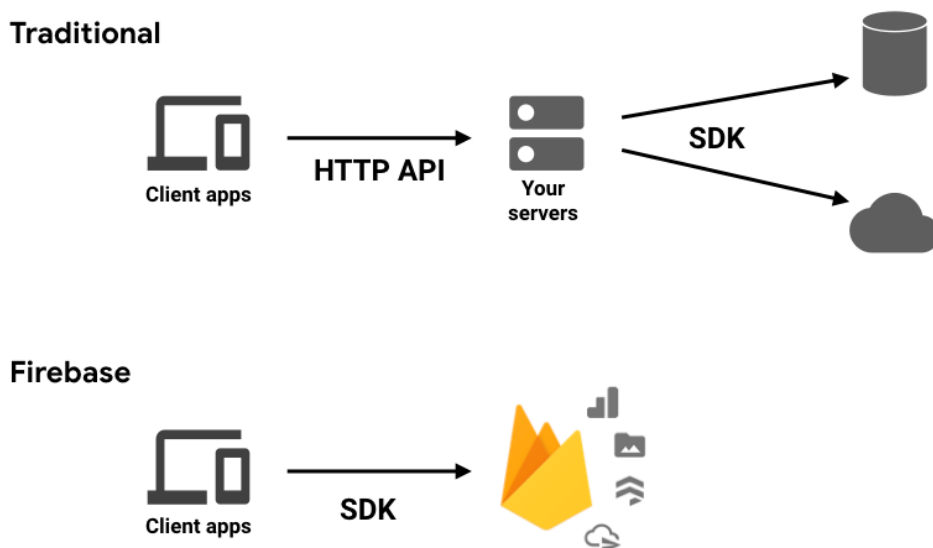 Traditional
HTTP API
SDK
Client apps
Your
servers
Firebase
SDK
Client apps